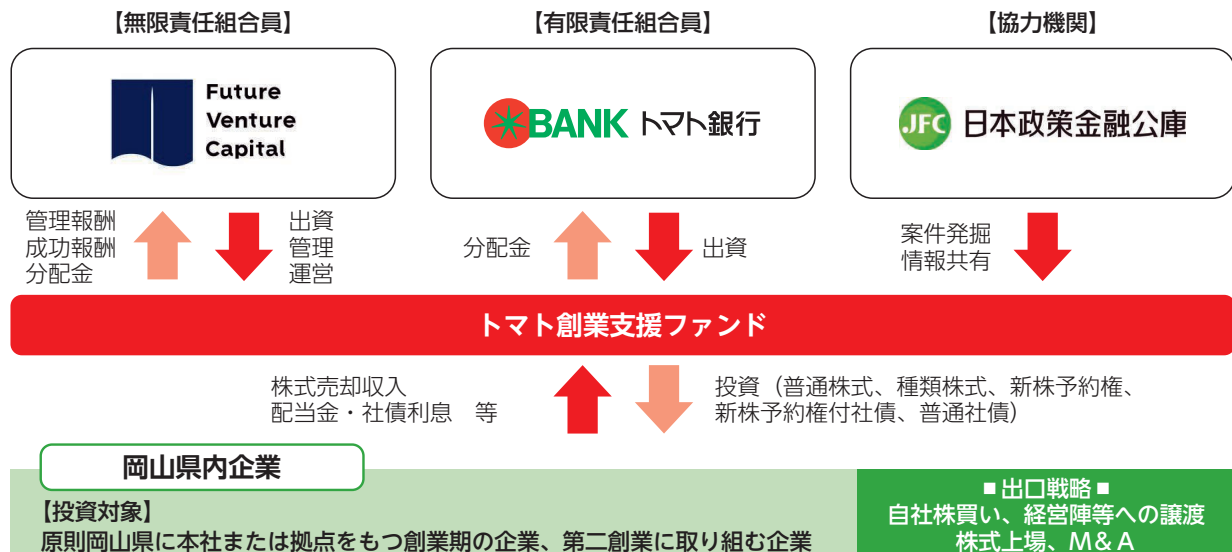 【無限責任組合員】
【有限責任組合員】
【協力機関】
Future
Venture
Capital
BANK トマト銀行
JFC 日本政策金融公庫
管理報酬
成功報酬
分配金
出資
管理
運営
分配金
出資
案件発掘
情報共有
トマト創業支援ファンド
株式売却収入
配当金・社債利息 等
投資（普通株式、種類株式、新株予約権、
新株予約権付社債、普通社債）
岡山県内企業
【投資対象】
原則岡山県に本社または拠点をもつ創業期の企業、第二創業に取り組む企業
■出口戦略■
自社株買い、経営陣等への譲渡
株式上場、M&A